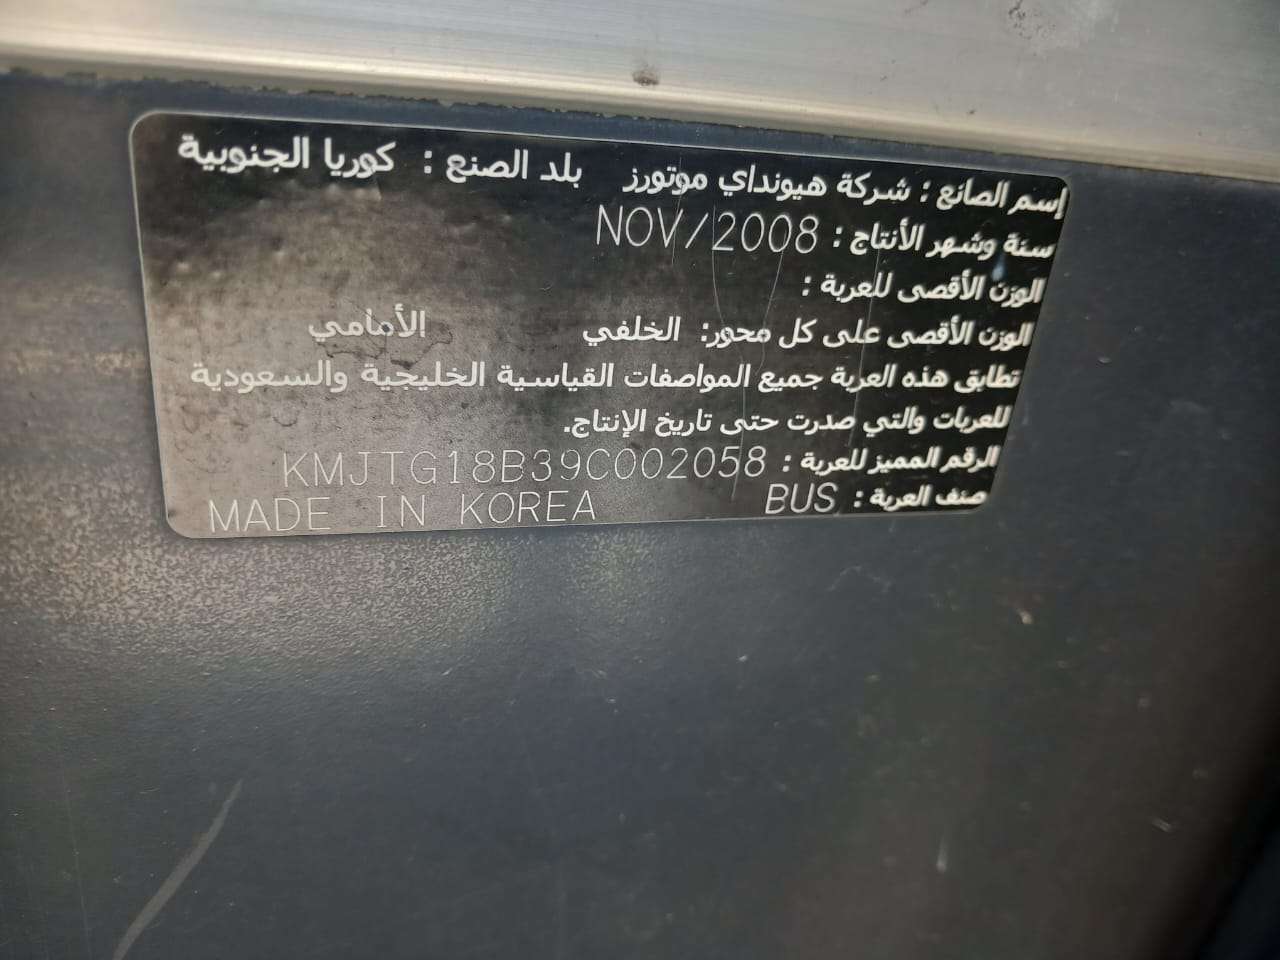 إسم الصانع : شركة هيونداي موتورز بلد الصنع : كوريا الجنوبية
سنة وشهر الأنتاج : NOV/2008
الوزن الأقصى للعربة :
الوزن الأقصى على كل محور: الخلفي الأمامي
تطابق هذه العربة جميع المواصفات القياسية الخليجية والسعودية
للعربات والتي صدرت حتى تاريخ الإنتاج.
الرقم المميز للعربة : KMJTG18B39C002058
صنف العربة : BUS MADE IN KOREA